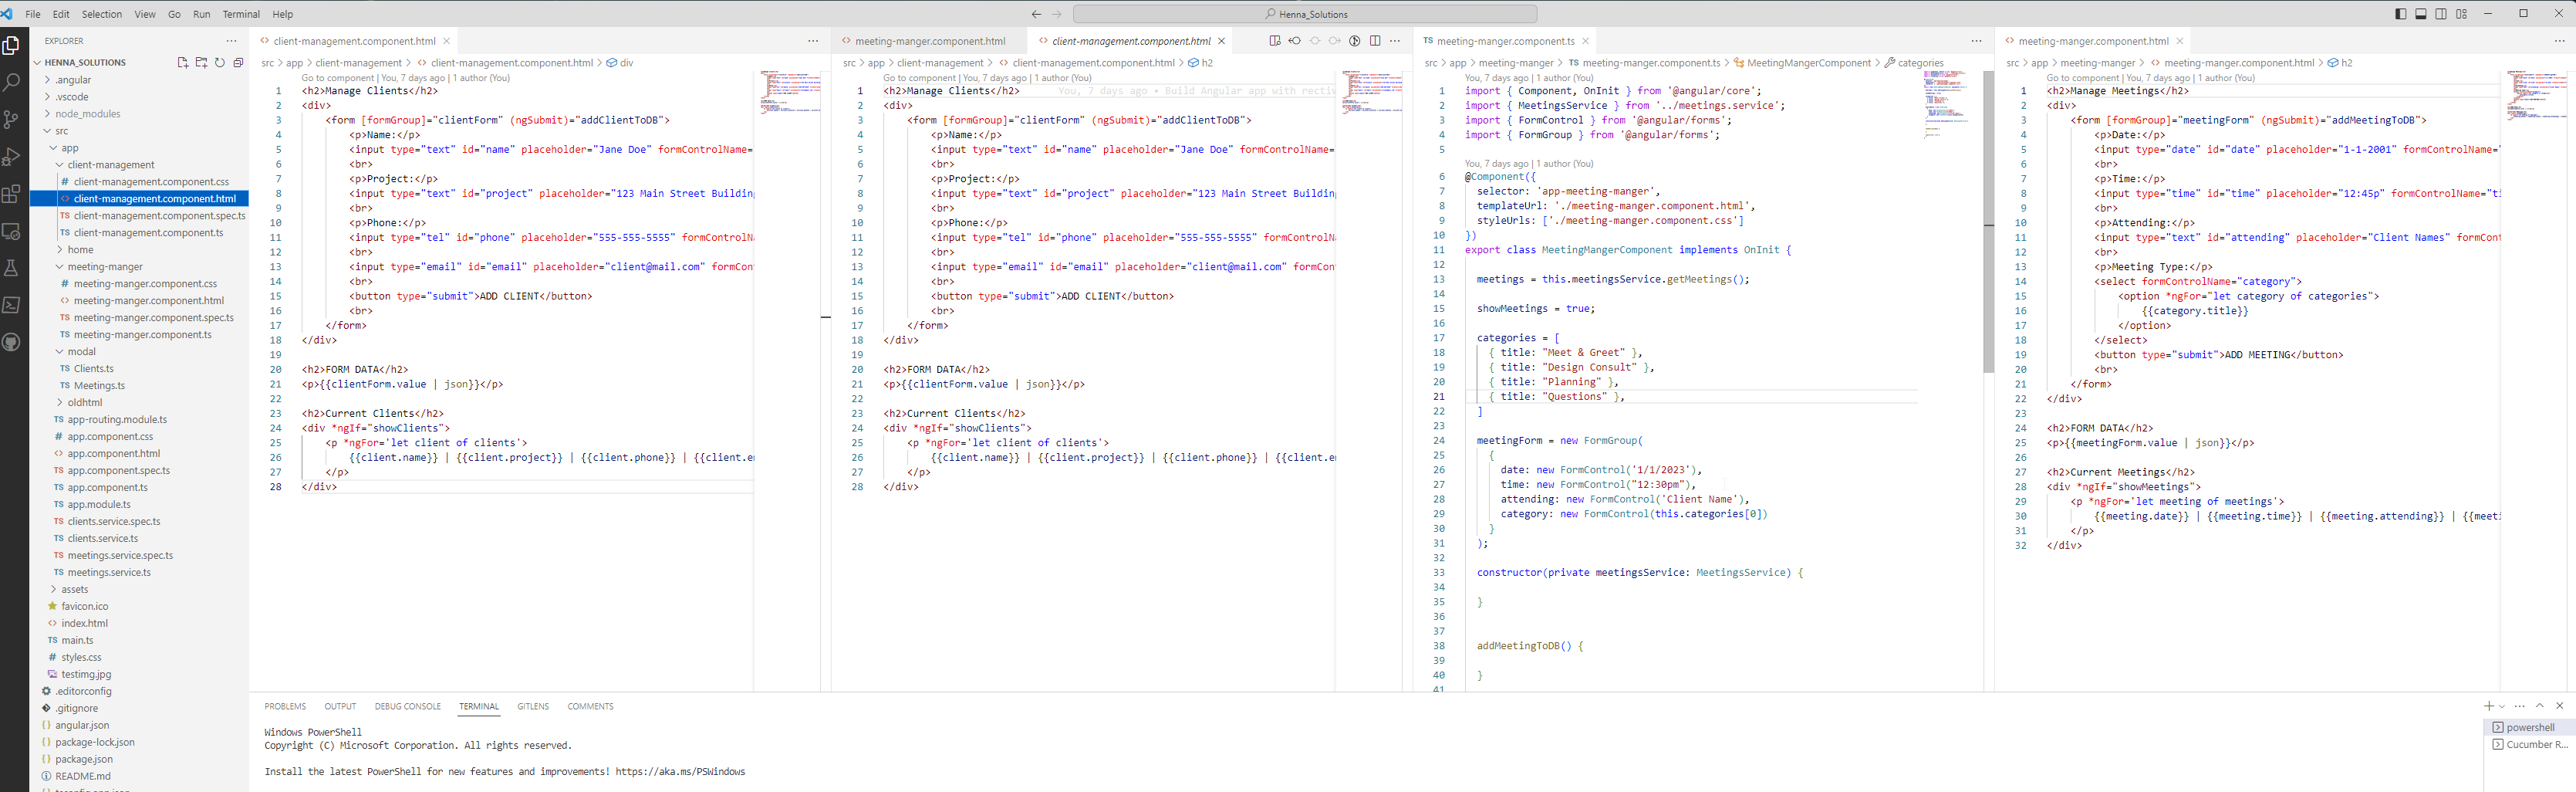 File Edit Selection View Go Run Terminal Help
Henna_Solutions
EXPLORER
HENNA_SOLUTIONS
.angular
.vscode
node_modules
src
app
client-management
client-management.component.css
client-management.component.html
client-management.component.spec.ts
client-management.component.ts
home
meeting-manger
meeting-manger.component.css
meeting-manger.component.html
meeting-manger.component.spec.ts
meeting-manger.component.ts
modal
Clients.ts
Meetings.ts
oldhtml
app-routing.module.ts
app.component.css
app.component.html
app.component.spec.ts
app.component.ts
app.module.ts
clients.service.spec.ts
clients.service.ts
meetings.service.spec.ts
meetings.service.ts
assets
favicon.ico
index.html
main.ts
styles.css
testimg.jpg
.editorconfig
.gitignore
angular.json
package-lock.json
package.json
README.md
client-management.component.html
src > app > client-management > client-management.component.html > div
Go to component | You, 7 days ago | 1 author (You)
1 <h2>Manage Clients</h2>
2 <div>
3 <form [formGroup]="clientForm" (ngSubmit)="addClientToDB">
4 <p>Name:</p>
5 <input type="text" id="name" placeholder="Jane Doe" formControlName=
6 <br>
7 <p>Project:</p>
8 <input type="text" id="project" placeholder="123 Main Street Building
9 <br>
10 <p>Phone:</p>
11 <input type="tel" id="phone" placeholder="555-555-5555" formControlNa
12 <br>
13 <input type="email" id="email" placeholder="client@mail.com" formCont
14 <br>
15 <button type="submit">ADD CLIENT</button>
16 <br>
17 </form>
18 </div>
19
20 <h2>FORM DATA</h2>
21 <p>{{clientForm.value | json}}</p>
22
23 <h2>Current Clients</h2>
24 <div *ngIf="showClients">
25 <p *ngFor='let client of clients'>
26 {{client.name}} | {{client.project}} | {{client.phone}} | {{client.em
27 </p>
28 </div>
meeting-manger.component.html client-management.component.html
src > app > client-management > client-management.component.html > h2
Go to component | You, 7 days ago | 1 author (You)
1 <h2>Manage Clients</h2> You, 7 days ago • Build Angular app with rectiv
2 <div>
3 <form [formGroup]="clientForm" (ngSubmit)="addClientToDB">
4 <p>Name:</p>
5 <input type="text" id="name" placeholder="Jane Doe" formControlName=
6 <br>
7 <p>Project:</p>
8 <input type="text" id="project" placeholder="123 Main Street Building
9 <br>
10 <p>Phone:</p>
11 <input type="tel" id="phone" placeholder="555-555-5555" formControlNa
12 <br>
13 <input type="email" id="email" placeholder="client@mail.com" formCont
14 <br>
15 <button type="submit">ADD CLIENT</button>
16 <br>
17 </form>
18 </div>
19
20 <h2>FORM DATA</h2>
21 <p>{{clientForm.value | json}}</p>
22
23 <h2>Current Clients</h2>
24 <div *ngIf="showClients">
25 <p *ngFor='let client of clients'>
26 {{client.name}} | {{client.project}} | {{client.phone}} | {{client.em
27 </p>
28 </div>
meeting-manger.component.ts
src > app > meeting-manger > meeting-manger.component.ts > MeetingMangerComponent > categories
You, 7 days ago | 1 author (You)
1 import { Component, OnInit } from '@angular/core';
2 import { MeetingsService } from '../meetings.service';
3 import { FormControl } from '@angular/forms';
4 import { FormGroup } from '@angular/forms';
5
You, 7 days ago | 1 author (You)
6 @Component({
7 selector: 'app-meeting-manger',
8 templateUrl: './meeting-manger.component.html',
9 styleUrls: ['./meeting-manger.component.css']
10 })
11 export class MeetingMangerComponent implements OnInit {
12
13 meetings = this.meetingsService.getMeetings();
14
15 showMeetings = true;
16
17 categories = [
18 { title: "Meet & Greet" },
19 { title: "Design Consult" },
20 { title: "Planning" },
21 { title: "Questions" },
22 ]
23
24 meetingForm = new FormGroup(
25 {
26 date: new FormControl('1/1/2023'),
27 time: new FormControl("12:30pm"),
28 attending: new FormControl('Client Name'),
29 category: new FormControl(this.categories[0])
30 }
31 );
32
33 constructor(private meetingsService: MeetingsService) {
34
35 }
36
37
38 addMeetingToDB() {
39
40 }
41
meeting-manger.component.html
src > app > meeting-manger > meeting-manger.component.html > h2
Go to component | You, 7 days ago | 1 author (You)
1 <h2>Manage Meetings</h2>
2 <div>
3 <form [formGroup]="meetingForm" (ngSubmit)="addMeetingToDB">
4 <p>Date:</p>
5 <input type="date" id="date" placeholder="1-1-2001" formControlName="
6 <br>
7 <p>Time:</p>
8 <input type="time" id="time" placeholder="12:45p" formControlName="ti
9 <br>
10 <p>Attending:</p>
11 <input type="text" id="attending" placeholder="Client Names" formCont
12 <br>
13 <p>Meeting Type:</p>
14 <select formControlName="category">
15 <option *ngFor="let category of categories">
16 {{category.title}}
17 </option>
18 </select>
19 <button type="submit">ADD MEETING</button>
20 <br>
21 </form>
22 </div>
23
24 <h2>FORM DATA</h2>
25 <p>{{meetingForm.value | json}}</p>
26
27 <h2>Current Meetings</h2>
28 <div *ngIf="showMeetings">
29 <p *ngFor='let meeting of meetings'>
30 {{meeting.date}} | {{meeting.time}} | {{meeting.attending}} | {{meeti
31 </p>
32 </div>
PROBLEMS OUTPUT DEBUG CONSOLE TERMINAL GITLENS COMMENTS
Windows PowerShell
Copyright (C) Microsoft Corporation. All rights reserved.
Install the latest PowerShell for new features and improvements! https://aka.ms/PSWindows
powershell
Cucumber R...